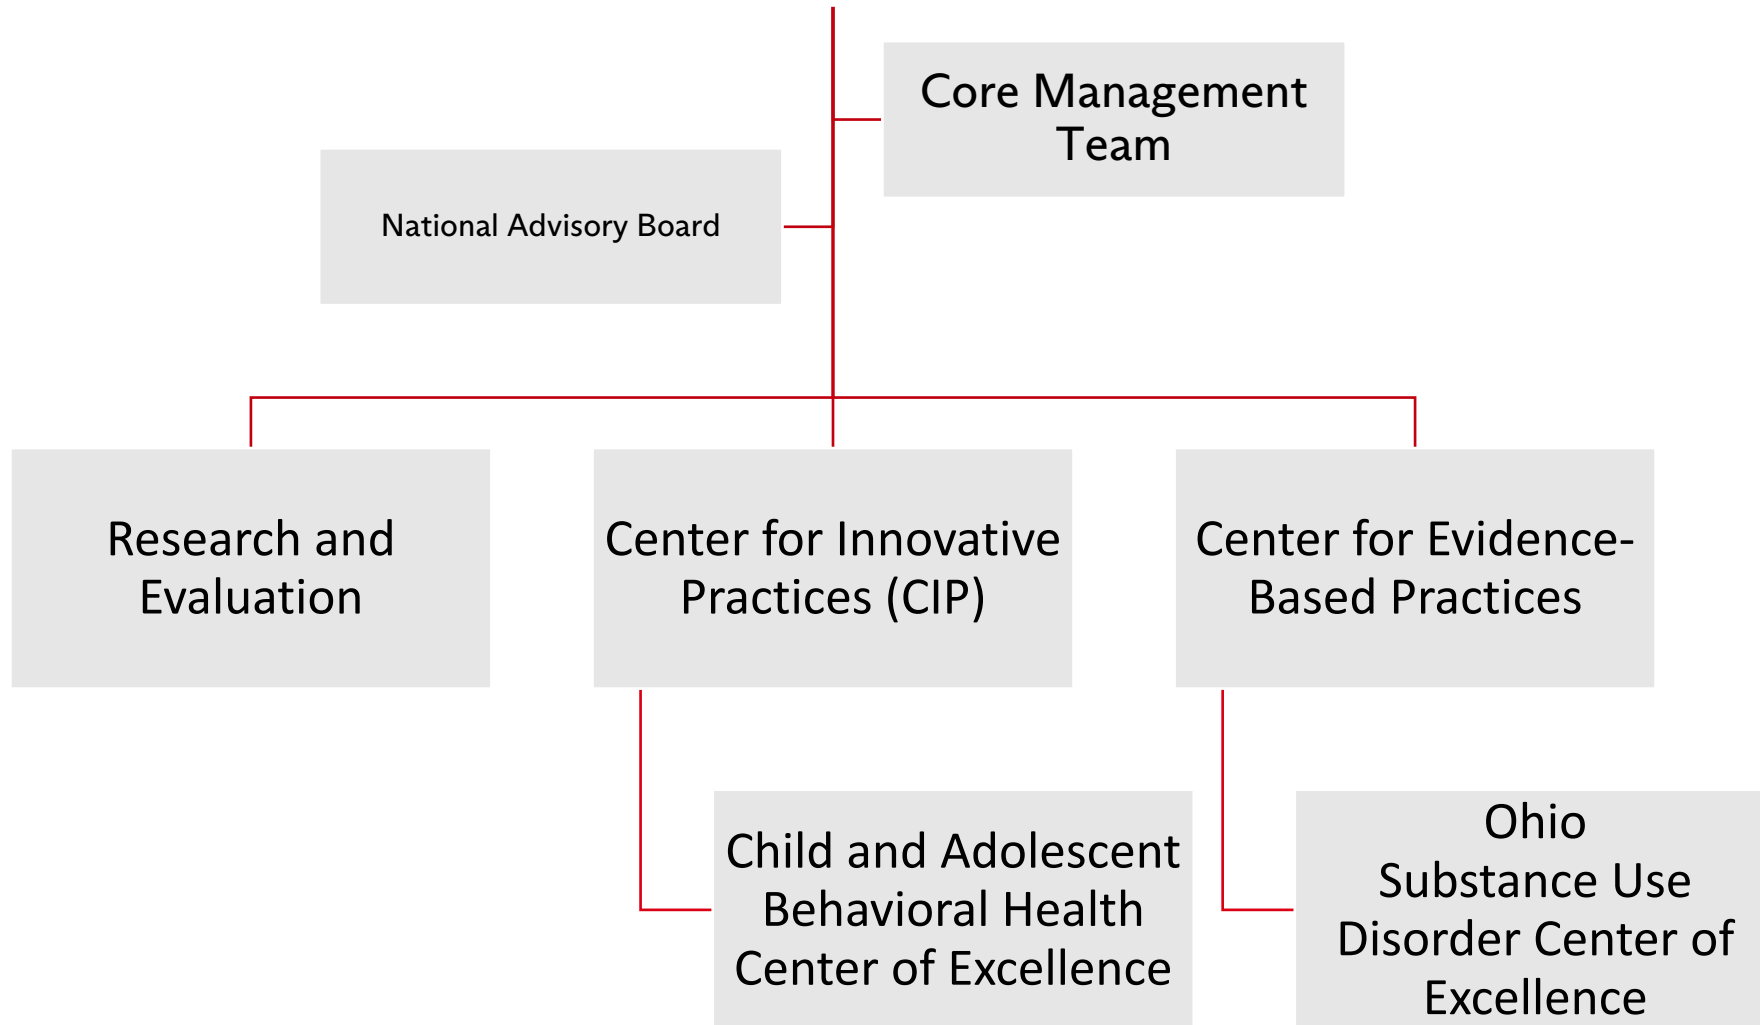 Core Management
Team
National Advisory Board
Research and
Evaluation
Center for Innovative
Practices (CIP)
Center for Evidence-
Based Practices
Child and Adolescent
Behavioral Health
Center of Excellence
Ohio
Substance Use
Disorder Center of
Excellence